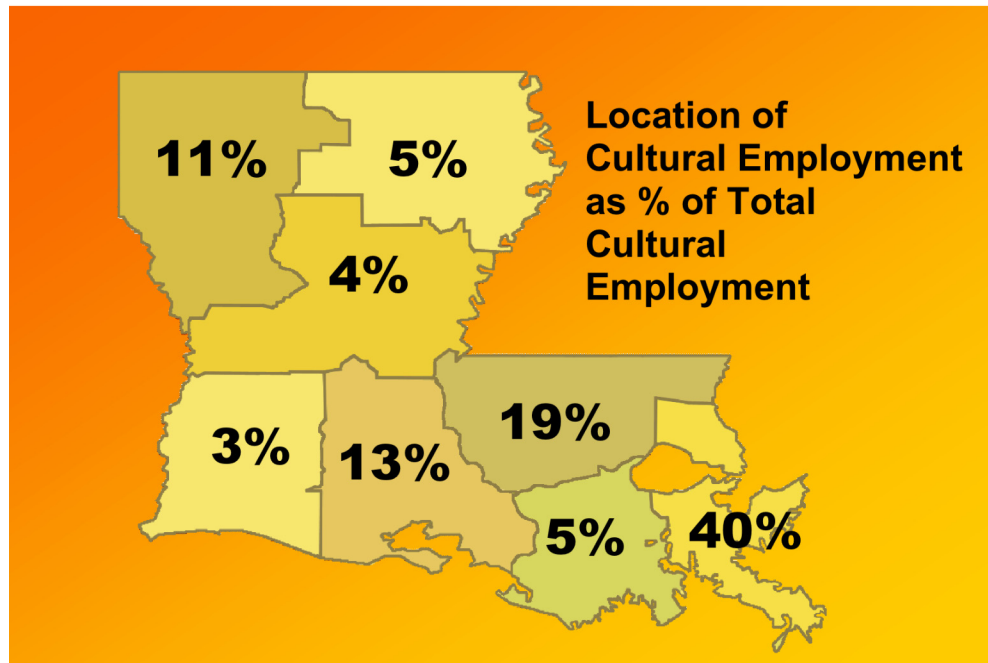 Location of
Cultural Employment
as % of Total
Cultural
Employment
11%
5%
4%
3%
13%
19%
5%
40%